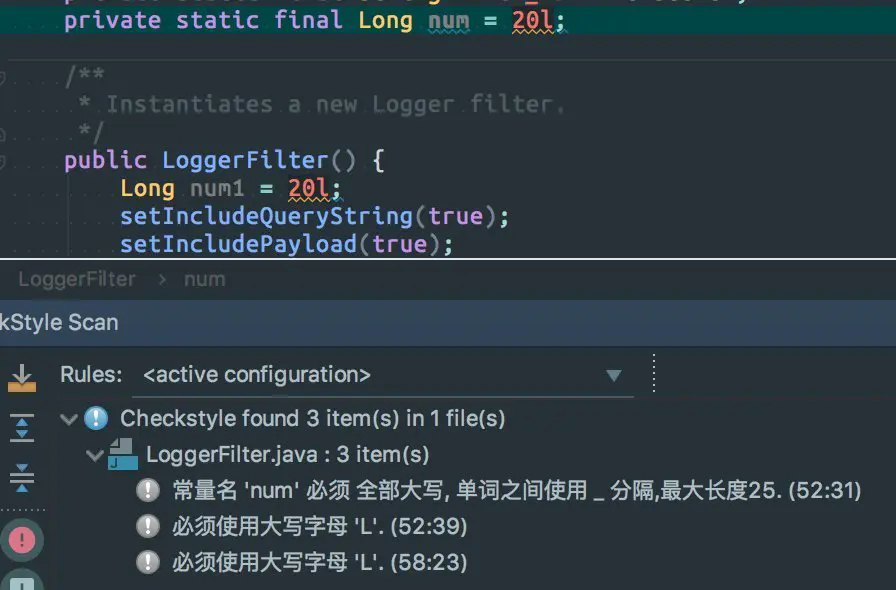 private static final Long num = 20l;
/**
* Instantiates a new Logger filter.
*/
public LoggerFilter() {
Long num1 = 20l;
setIncludeQueryString(true);
setIncludePayload(true);
LoggerFilter > num
kStyle Scan
Rules: <active configuration>
Checkstyle found 3 item(s) in 1 file(s)
LoggerFilter.java : 3 item(s)
常量名 'num' 必须 全部大写, 单词之间使用 _ 分隔,最大长度25. (52:31)
必须使用大写字母 'L'. (52:39)
必须使用大写字母 'L'. (58:23)